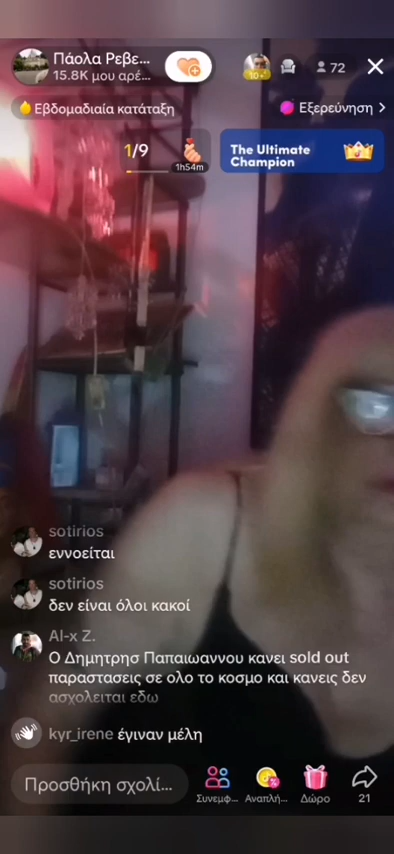 Πάολα Ρεβε...
15.8K μου αρέ...
10+
72
Εβδομαδιαία κατάταξη
Εξερεύνηση >
1/9
1h54m
The Ultimate
Champion
sotirios
εννοείται
sotirios
δεν είναι όλοι κακοί
Al-x Z.
Ο Δημητρησ Παπαιωαννου κανει sold out
παραστασεις σε ολο το κοσμο και κανεις δεν
ασχολειται εδω
kyr_irene έγιναν μέλη
Προσθήκη σχολί...
Συνεμφ...
Αναπλή...
Δώρο
21